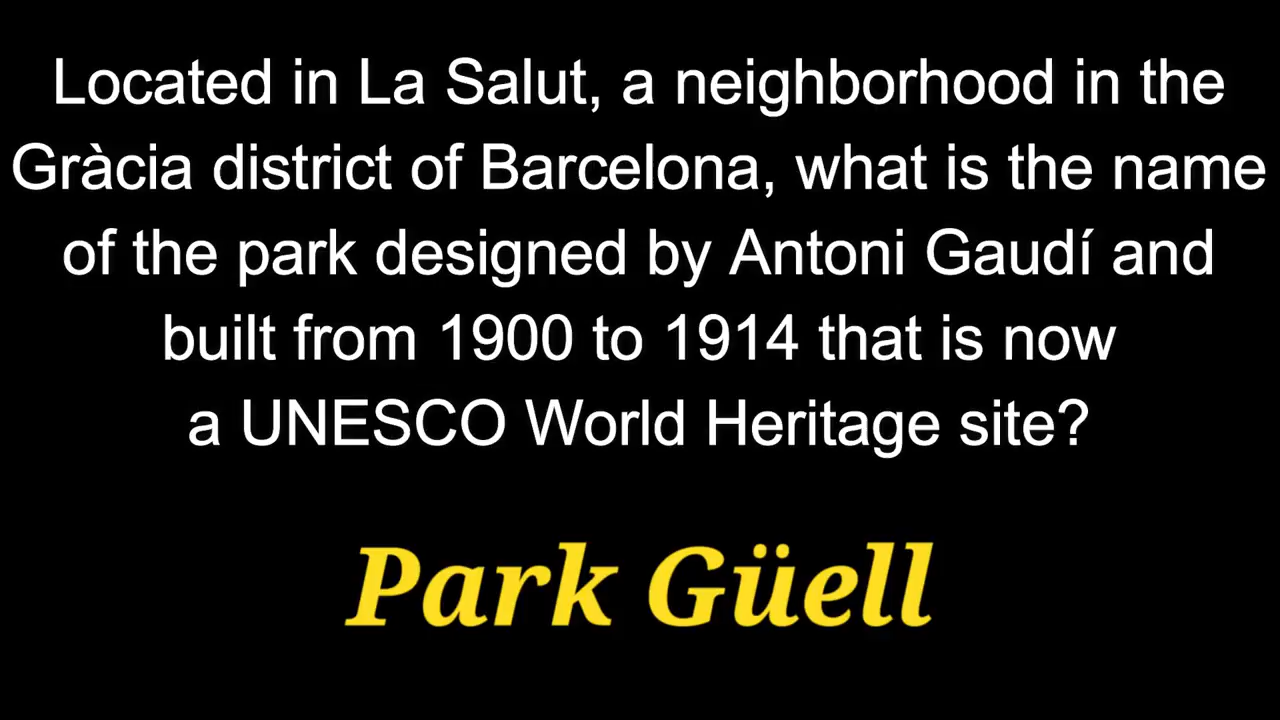 Located in La Salut, a neighborhood in the
Gràcia district of Barcelona, what is the name
of the park designed by Antoni Gaudí and
built from 1900 to 1914 that is now
a UNESCO World Heritage site?
Park Güell